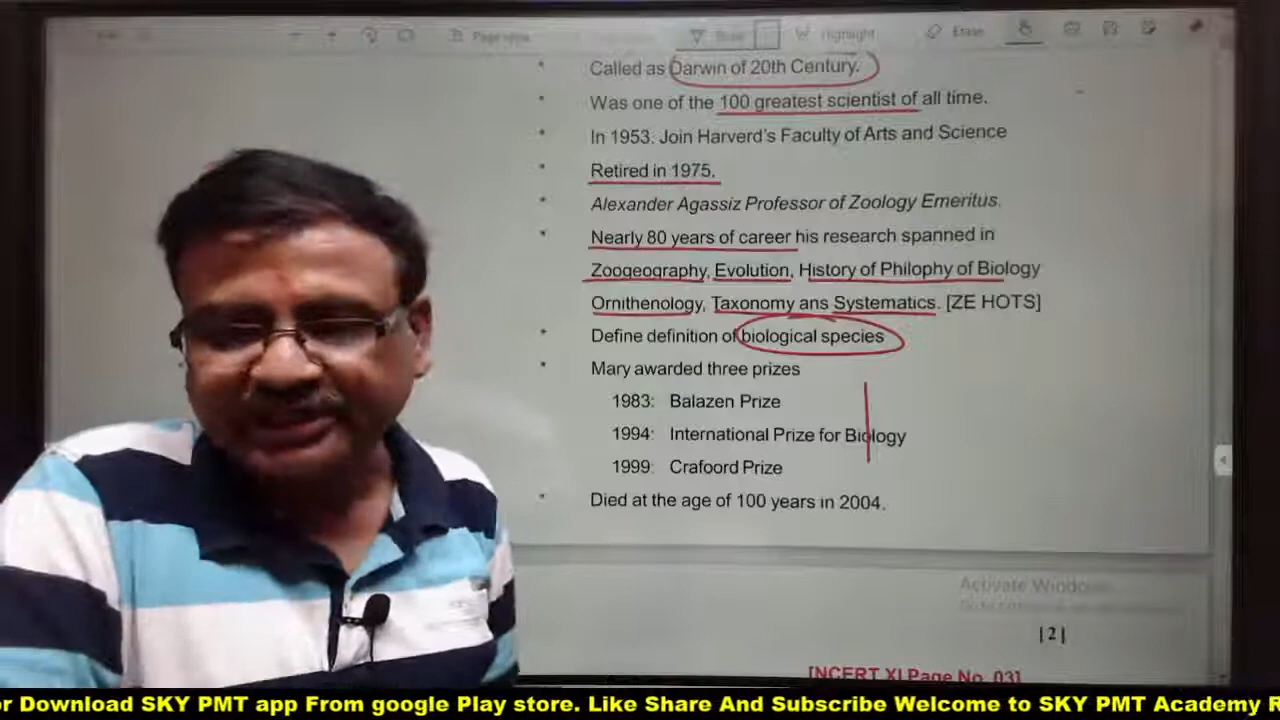 Page view
Draw
Highlight
Erase
Called as Darwin of 20th Century.
Was one of the 100 greatest scientist of all time.
In 1953. Join Harverd's Faculty of Arts and Science
Retired in 1975.
Alexander Agassiz Professor of Zoology Emeritus.
Nearly 80 years of career his research spanned in
Zoogeography, Evolution, History of Philophy of Biology
Ornithenology, Taxonomy ans Systematics. [ZE HOTS]
Define definition of biological species
Mary awarded three prizes
1983: Balazen Prize
1994: International Prize for Biology
1999: Crafoord Prize
Died at the age of 100 years in 2004.
Activate Windows
|2|
[NCERT XI Page No. 03]
or Download SKY PMT app From google Play store. Like Share And Subscribe Welcome to SKY PMT Academy R